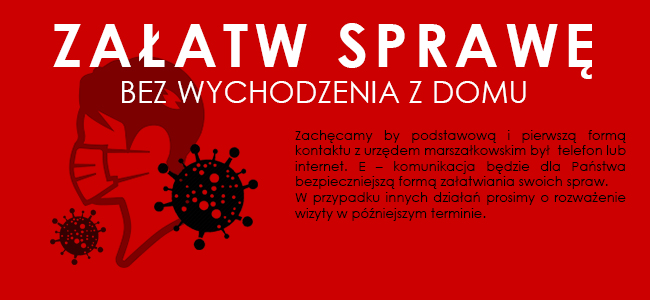 ZAŁATW SPRAWĘ
BEZ WYCHODZENIA Z DOMU
Zachęcamy by podstawową i pierwszą formą
kontaktu z urzędem marszałkowskim był telefon lub
internet. E – komunikacja będzie dla Państwa
bezpieczniejszą formą załatwiania swoich spraw.
W przypadku innych działań prosimy o rozważenie
wizyty w późniejszym terminie.